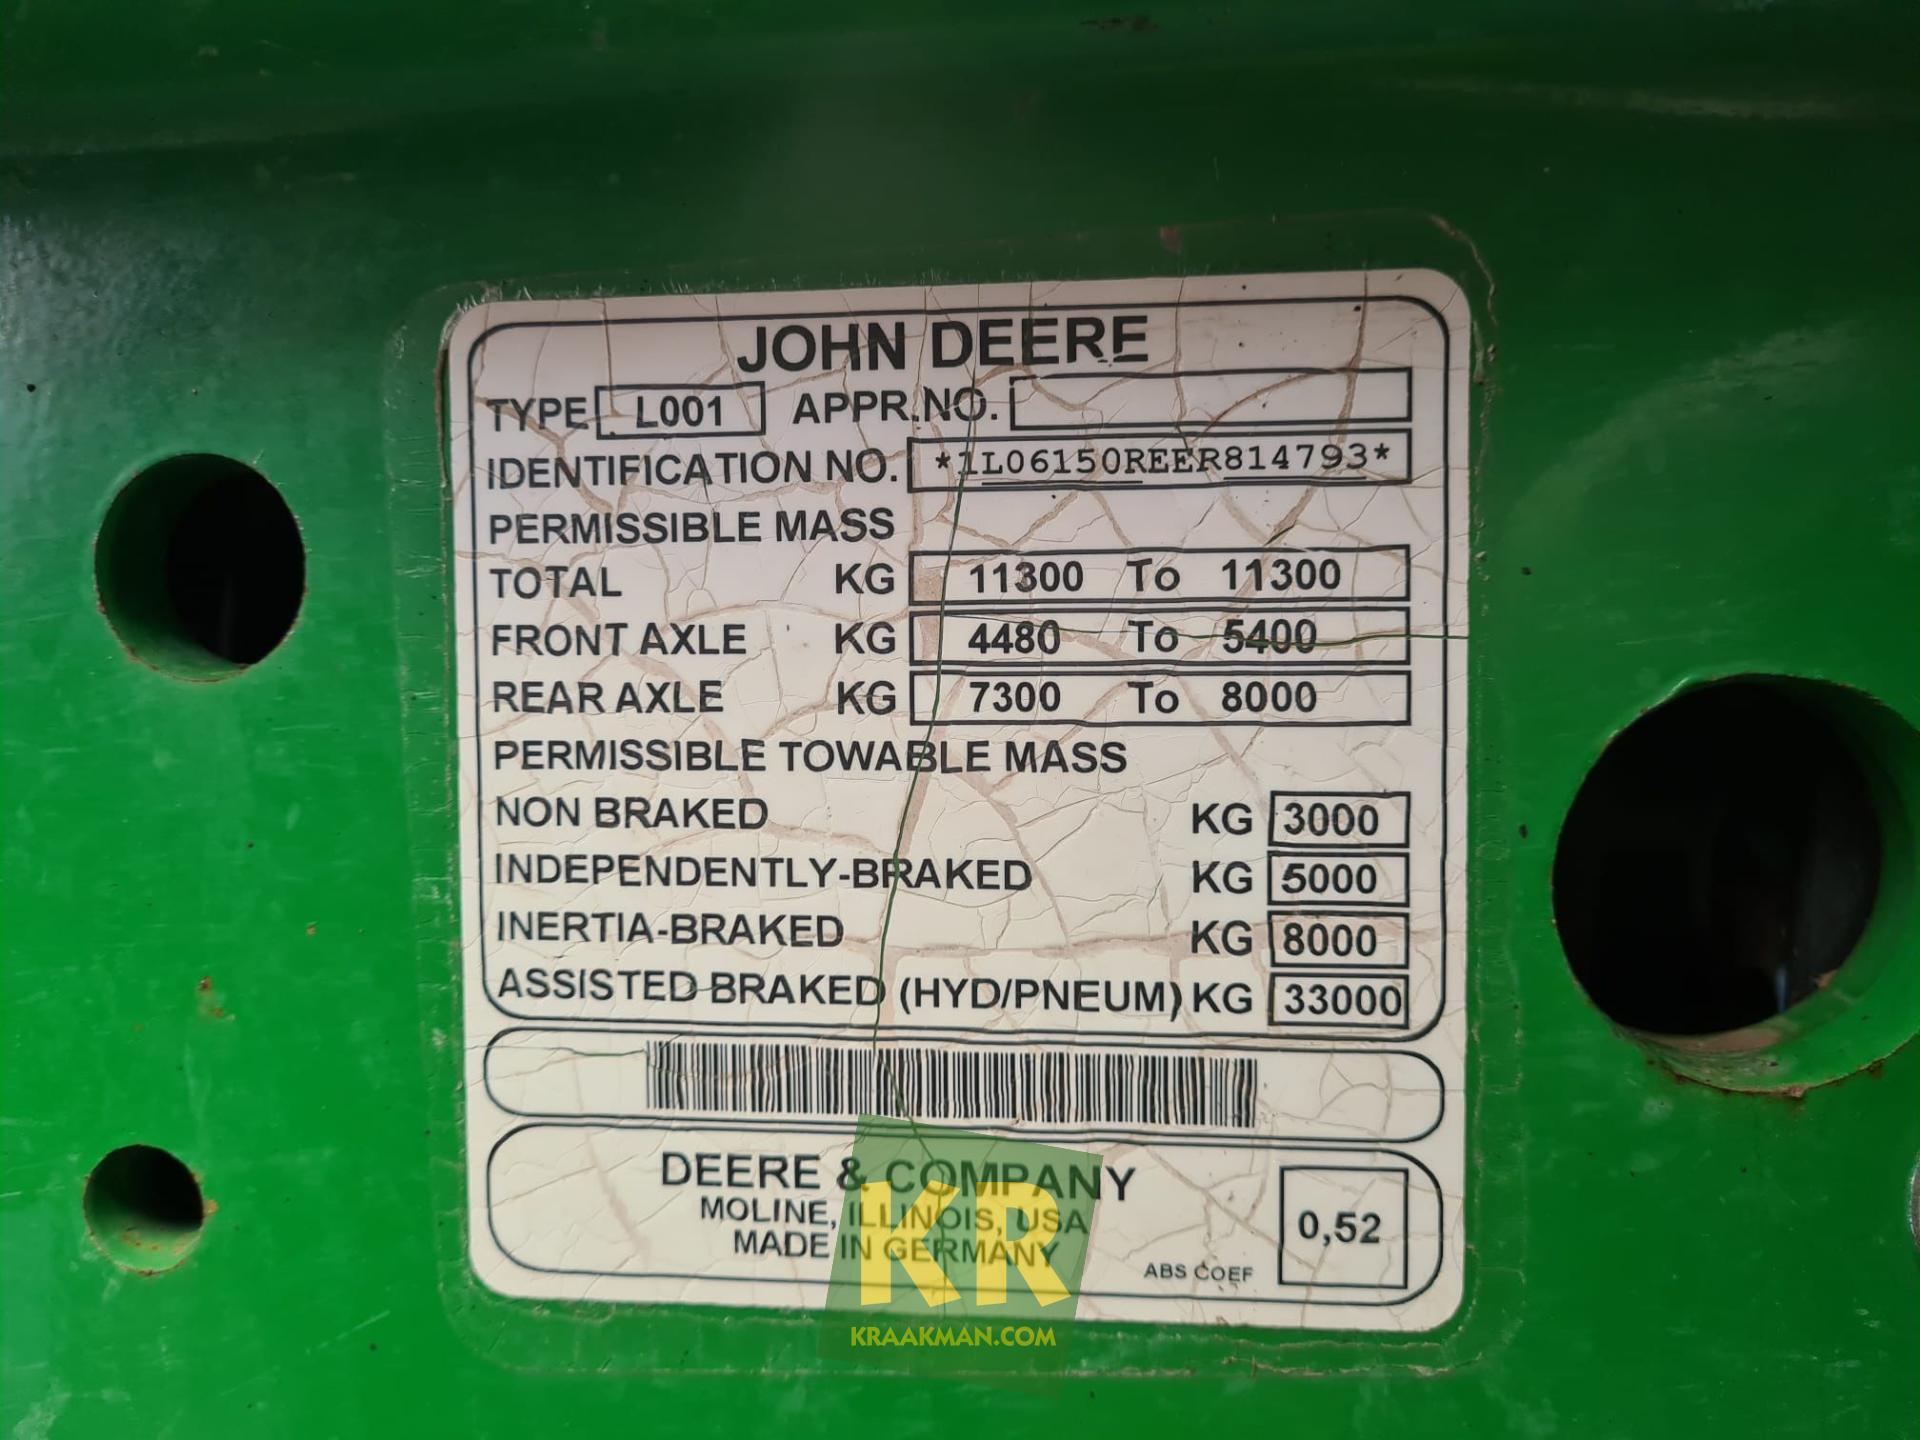 JOHN DEERE
TYPE L001 APPR.NO.
IDENTIFICATION NO. *1L06150REER814793*
PERMISSIBLE MASS
TOTAL KG 11300 To 11300
FRONT AXLE KG 4480 To 5400
REAR AXLE KG 7300 To 8000
PERMISSIBLE TOWABLE MASS
NON BRAKED KG 3000
INDEPENDENTLY-BRAKED KG 5000
INERTIA-BRAKED KG 8000
ASSISTED BRAKED (HYD/PNEUM) KG 33000
DEERE & COMPANY
MOLINE, ILLINOIS, USA
MADE IN GERMANY
ABS COEF 0,52
KR
KRAAKMAN.COM